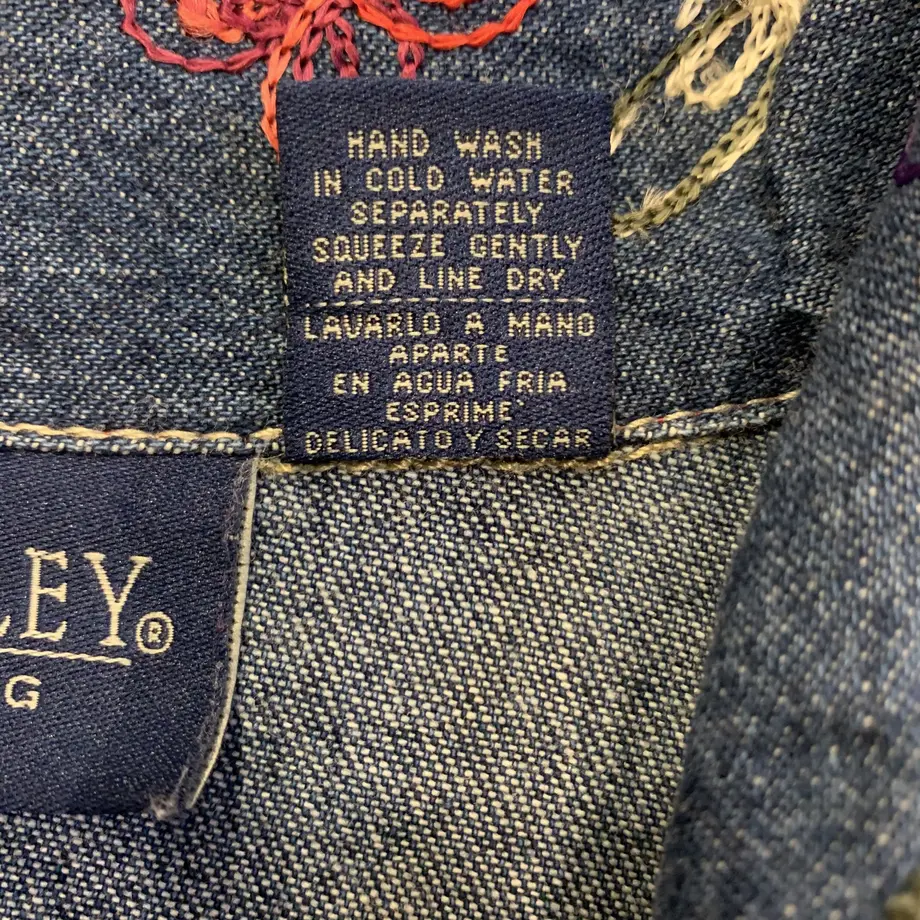 HAND WASH
IN COLD WATER
SEPARATELY
SQUEEZE GENTLY
AND LINE DRY
LAVARLO A MANO
APARTE
EN AGUA FRIA
ESPRIME
DELICATO Y SECAR
LEY®
G